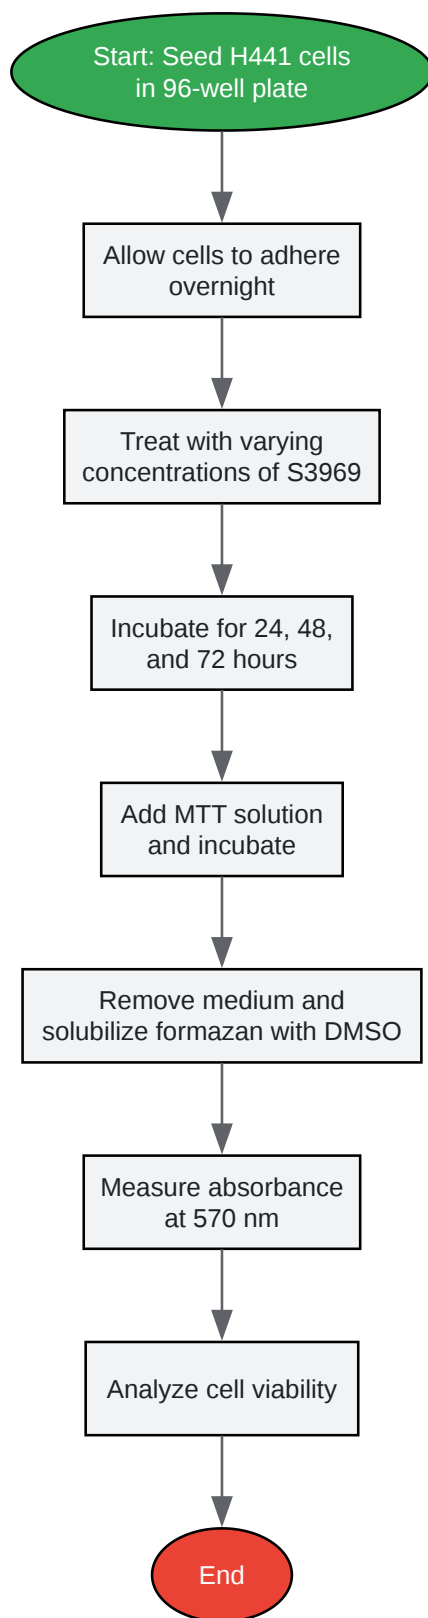 Start: Seed H441 cells
in 96-well plate
Allow cells to adhere
overnight
Treat with varying
concentrations of S3969
Incubate for 24, 48,
and 72 hours
Add MTT solution
and incubate
Remove medium and
solubilize formazan with DMSO
Measure absorbance
at 570 nm
Analyze cell viability
End